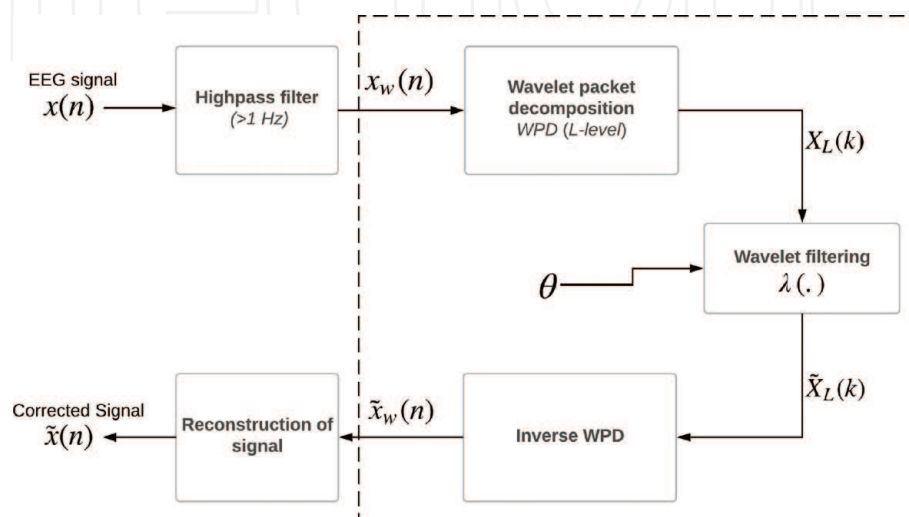 EEG signal
x(n)
Highpass filter
(>1 Hz)
x_w(n)
Wavelet packet
decomposition
WPD (L-level)
X_L(k)
Wavelet filtering
λ(.)
θ
X̃_L(k)
Inverse WPD
x̃_w(n)
Reconstruction of
signal
Corrected Signal
x̃(n)